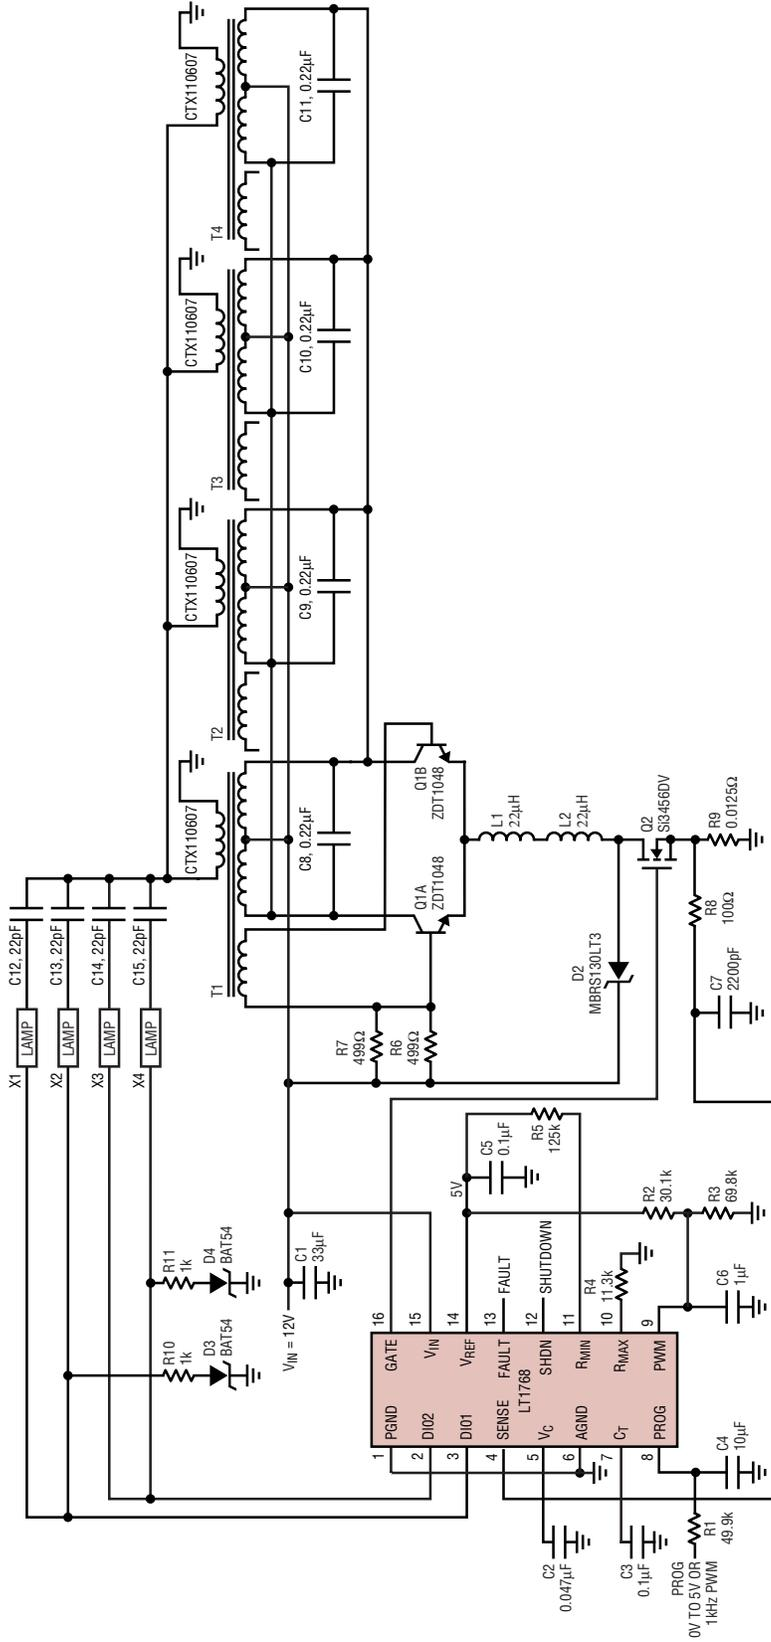 X1
X2
X3
X4
LAMP
LAMP
LAMP
LAMP
C12, 22pF
C13, 22pF
C14, 22pF
C15, 22pF
CTX110607
CTX110607
CTX110607
CTX110607
T1
T2
T3
T4
C8, 0.22µF
C9, 0.22µF
C10, 0.22µF
C11, 0.22µF
R10
1k
D3
BAT54
R11
1k
D4
BAT54
VIN = 12V
C1
33µF
R7
499Ω
R6
499Ω
Q1A
ZDT1048
Q1B
ZDT1048
L1
22µH
L2
22µH
D2
MBRS130LT3
Q2
Si3456DV
R9
0.0125Ω
R8
100Ω
C7
2200pF
5V
C5
0.1µF
R5
125k
R2
30.1k
R3
69.8k
C6
1µF
R4
11.3k
FAULT
SHUTDOWN
LT1768
1
PGND
2
DIO2
3
DIO1
4
SENSE
5
VC
6
AGND
7
CT
8
PROG
16
GATE
15
VIN
14
VREF
13
FAULT
12
SHDN
11
RMIN
10
RMAX
9
PWM
C2
0.047µF
C3
0.1µF
C4
10µF
R1
49.9k
PROG
0V TO 5V OR
1kHz PWM